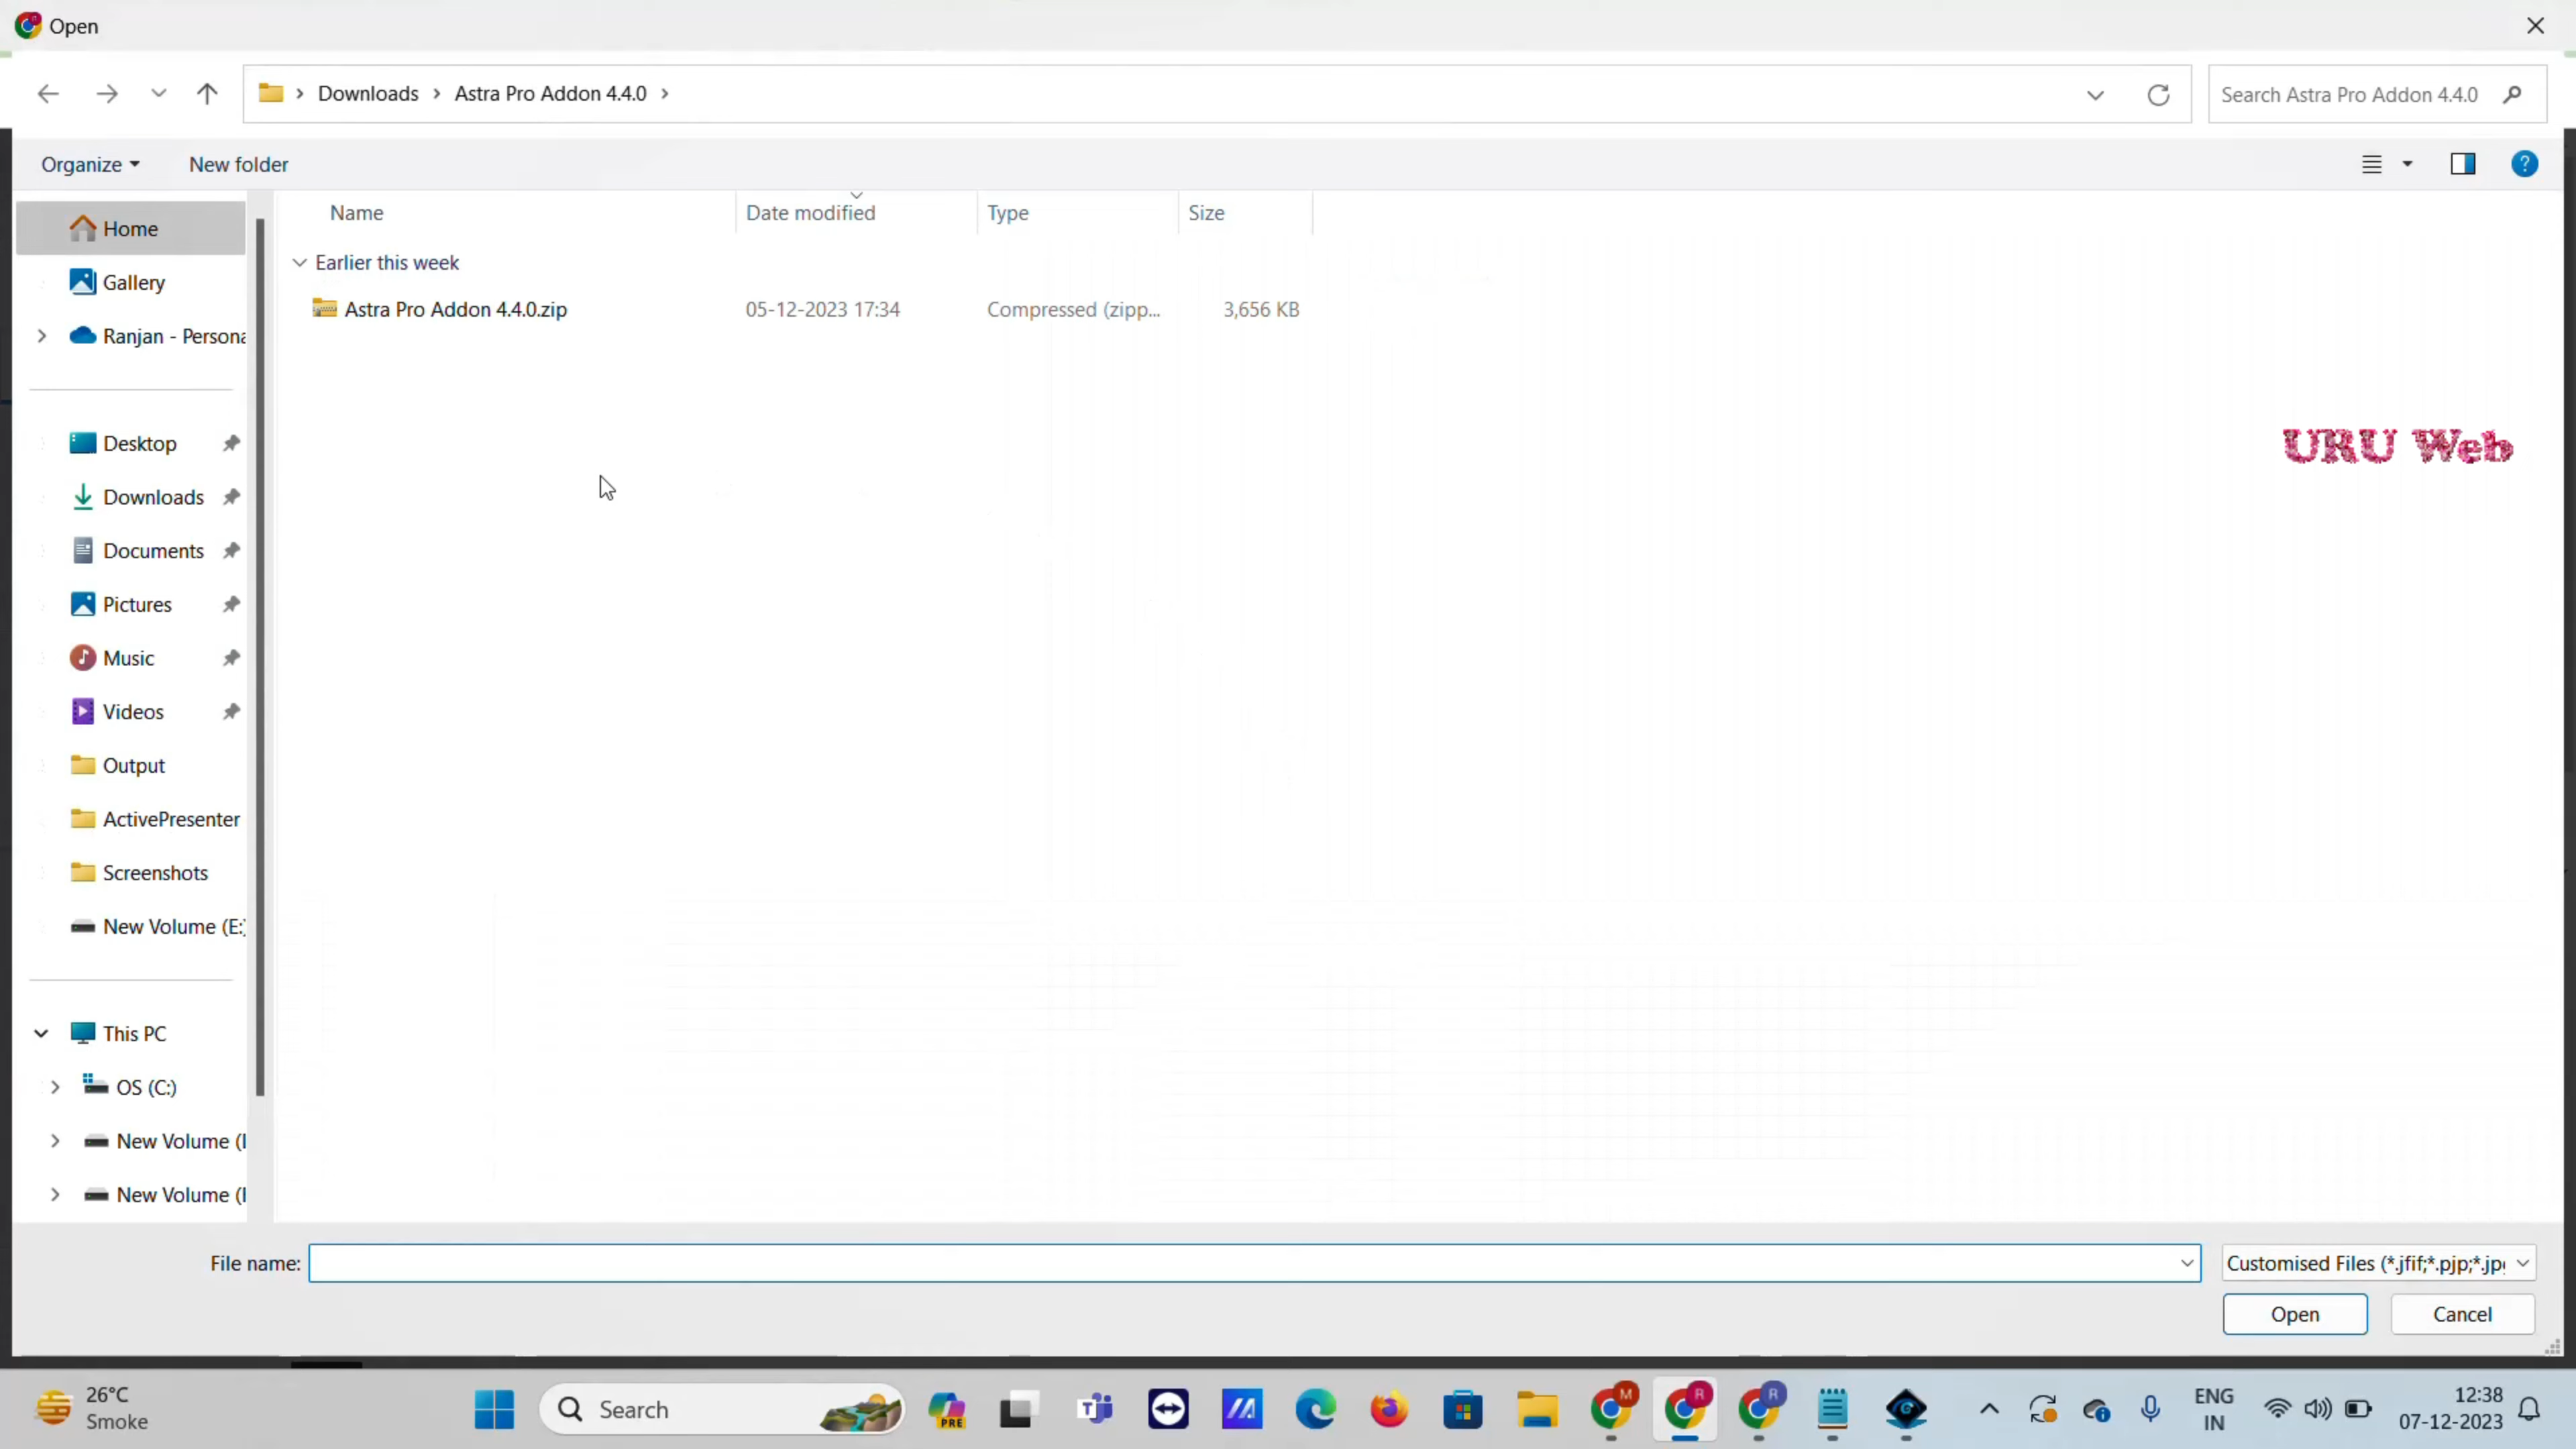 Open
Downloads
Astra Pro Addon 4.4.0
Search Astra Pro Addon 4.4.0
Organize
New folder
Name
Date modified
Type
Size
Home
Gallery
Ranjan - Persona
Desktop
Downloads
Documents
Pictures
Music
Videos
Output
ActivePresenter
Screenshots
New Volume (E:)
This PC
OS (C:)
New Volume (
New Volume (
Earlier this week
Astra Pro Addon 4.4.0.zip
05-12-2023 17:34
Compressed (zipp...
3,656 KB
URU Web
File name:
Customised Files (*.jfif;*.pjp;*.jp
Open
Cancel
26°C
Smoke
Search
PRE
M
R
R
ENG
IN
12:38
07-12-2023